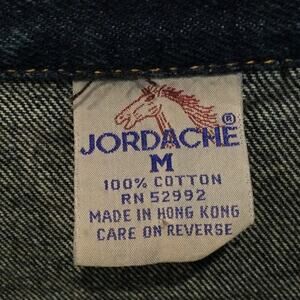 JORDACHE®
M
100% COTTON
RN 52992
MADE IN HONG KONG
CARE ON REVERSE